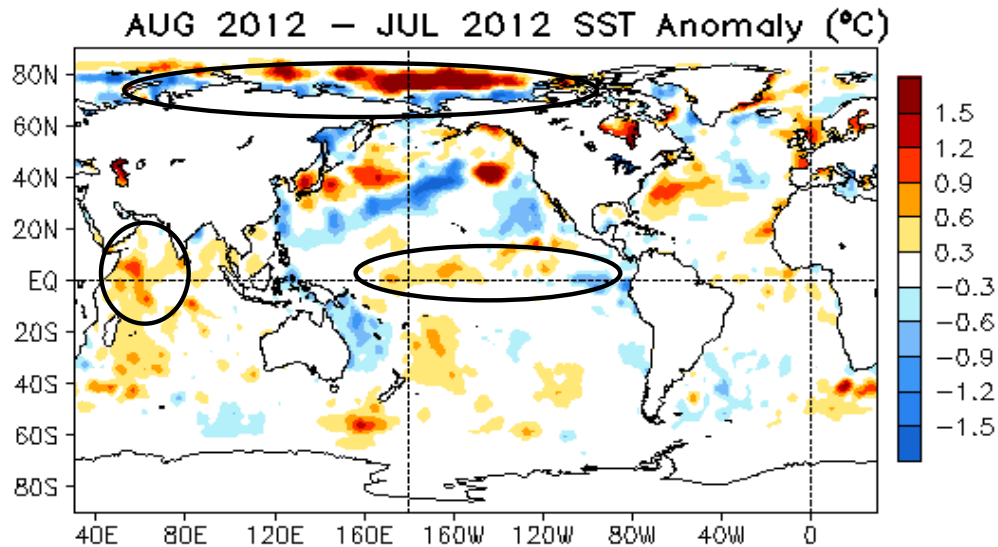 AUG 2012 – JUL 2012 SST Anomaly (°C)
80N
60N
40N
20N
EQ
20S
40S
60S
80S
40E 80E 120E 160E 160W 120W 80W 40W 0
1.5
1.2
0.9
0.6
0.3
−0.3
−0.6
−0.9
−1.2
−1.5